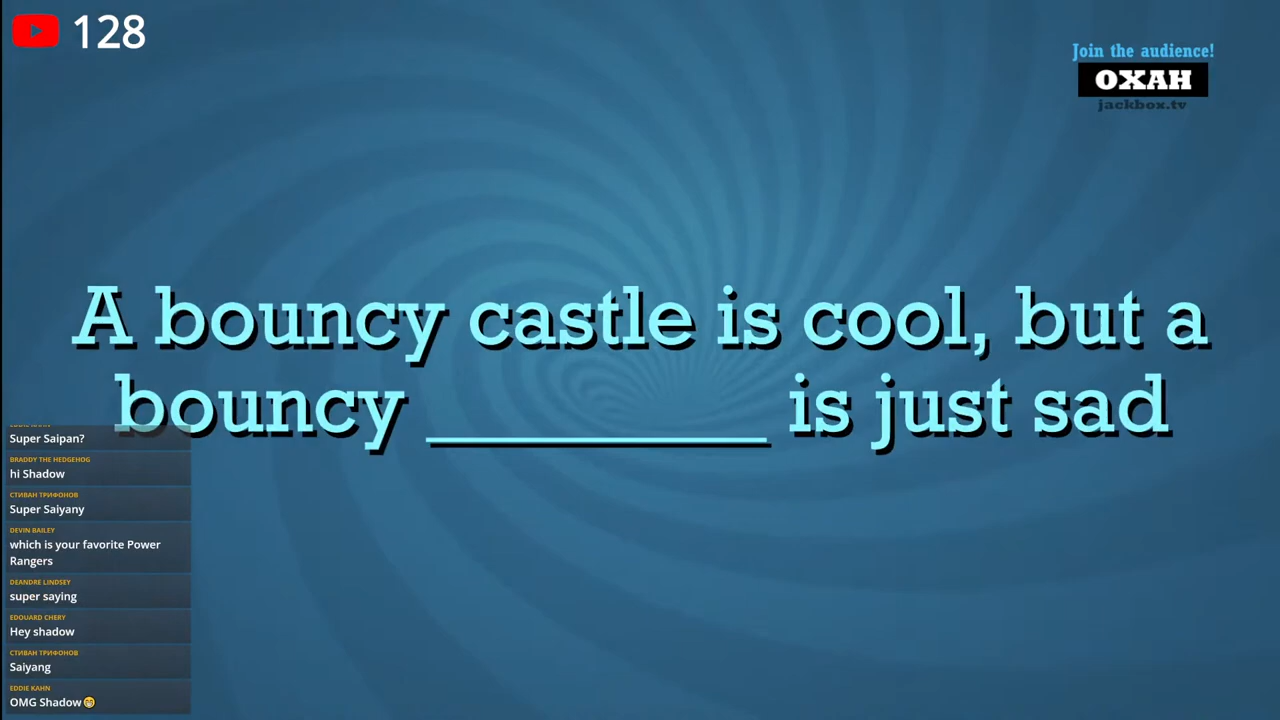 128
Join the audience!
OXAH
jackbox.tv
A bouncy castle is cool, but a
bouncy __________ is just sad
Super Saipan?
BRADDY THE HEDGEHOG
hi Shadow
СТИВАН ТРИФОНОВ
Super Saiyany
DEVIN BAILEY
which is your favorite Power
Rangers
DEANDRE LINDSEY
super saying
EDOUARD CHERY
Hey shadow
СТИВАН ТРИФОНОВ
Saiyang
EDDIE KAHN
OMG Shadow😁